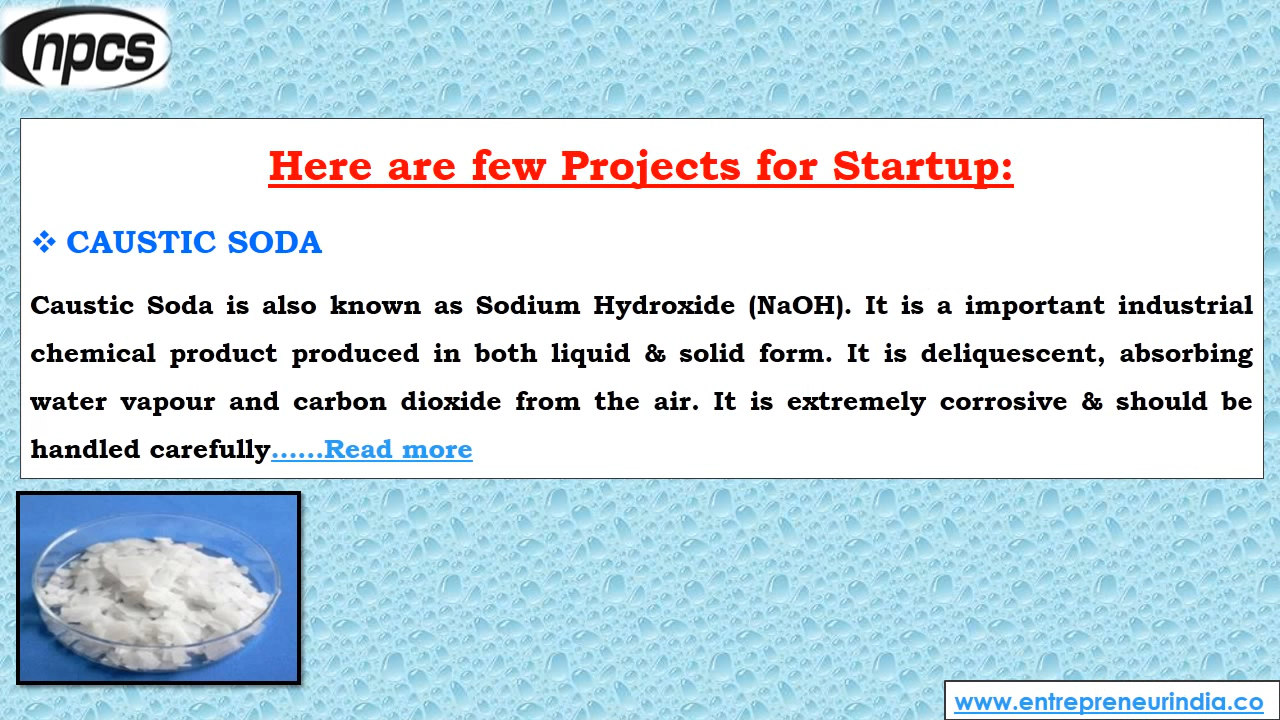 npcs
Here are few Projects for Startup:
❖ CAUSTIC SODA
Caustic Soda is also known as Sodium Hydroxide (NaOH). It is a important industrial
chemical product produced in both liquid & solid form. It is deliquescent, absorbing
water vapour and carbon dioxide from the air. It is extremely corrosive & should be
handled carefully......Read more
www.entrepreneurindia.co